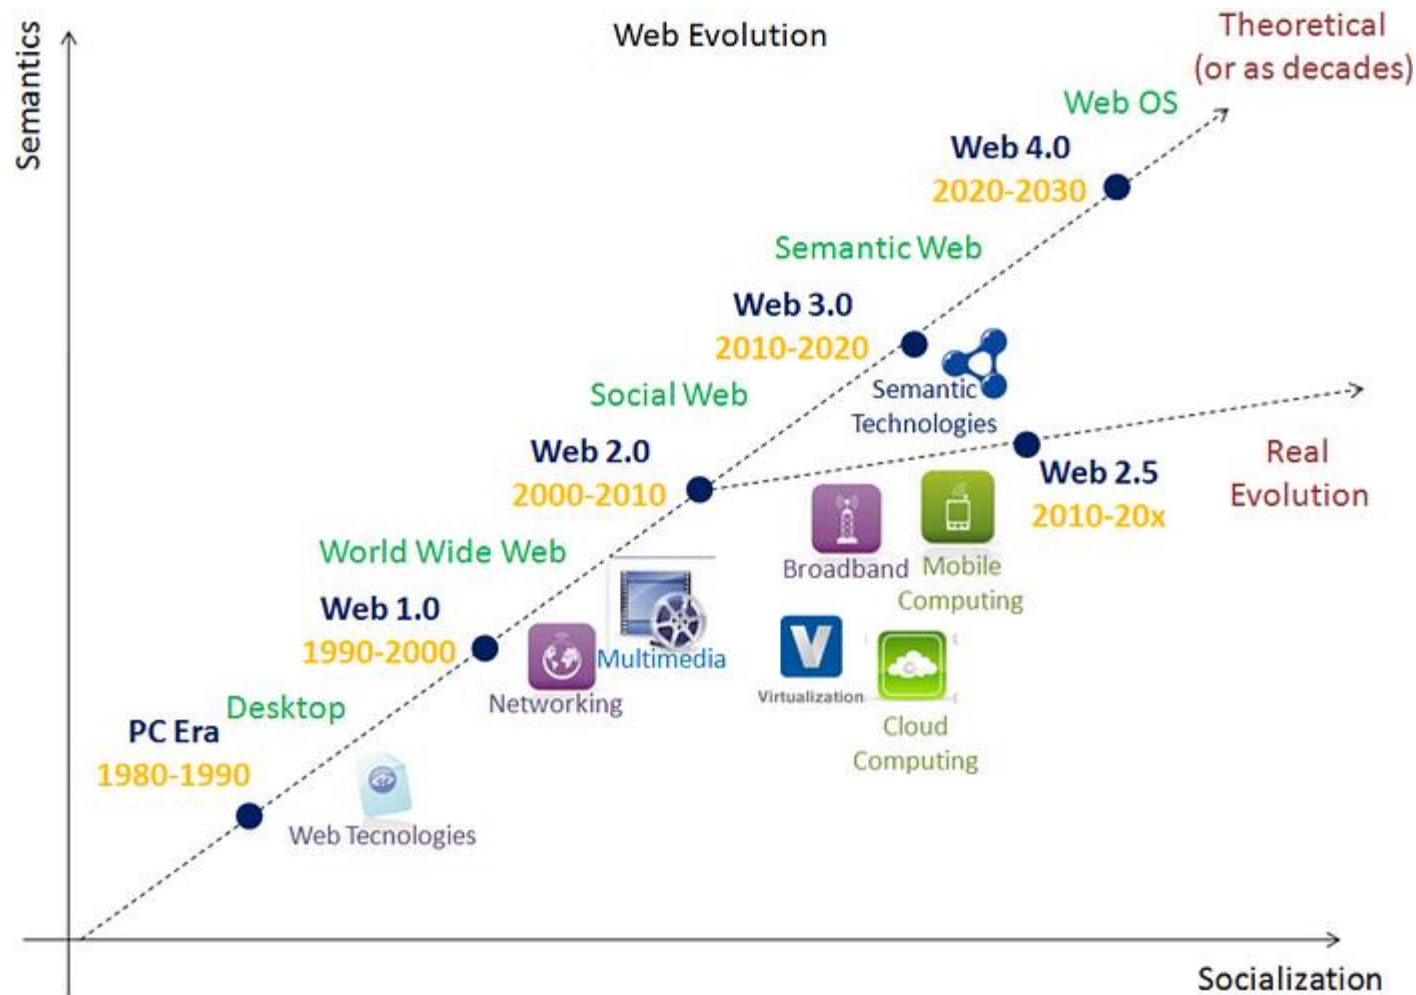 Web Evolution
Semantics
Theoretical
(or as decades)
Web OS
Web 4.0
2020-2030
Semantic Web
Web 3.0
2010-2020
Semantic
Technologies
Social Web
Web 2.0
2000-2010
Web 2.5
2010-20x
Real
Evolution
Broadband
Mobile
Computing
World Wide Web
Web 1.0
1990-2000
Networking
Multimedia
V
Virtualization
C
Cloud
Computing
Desktop
PC Era
1980-1990
Web Tecnologies
Socialization